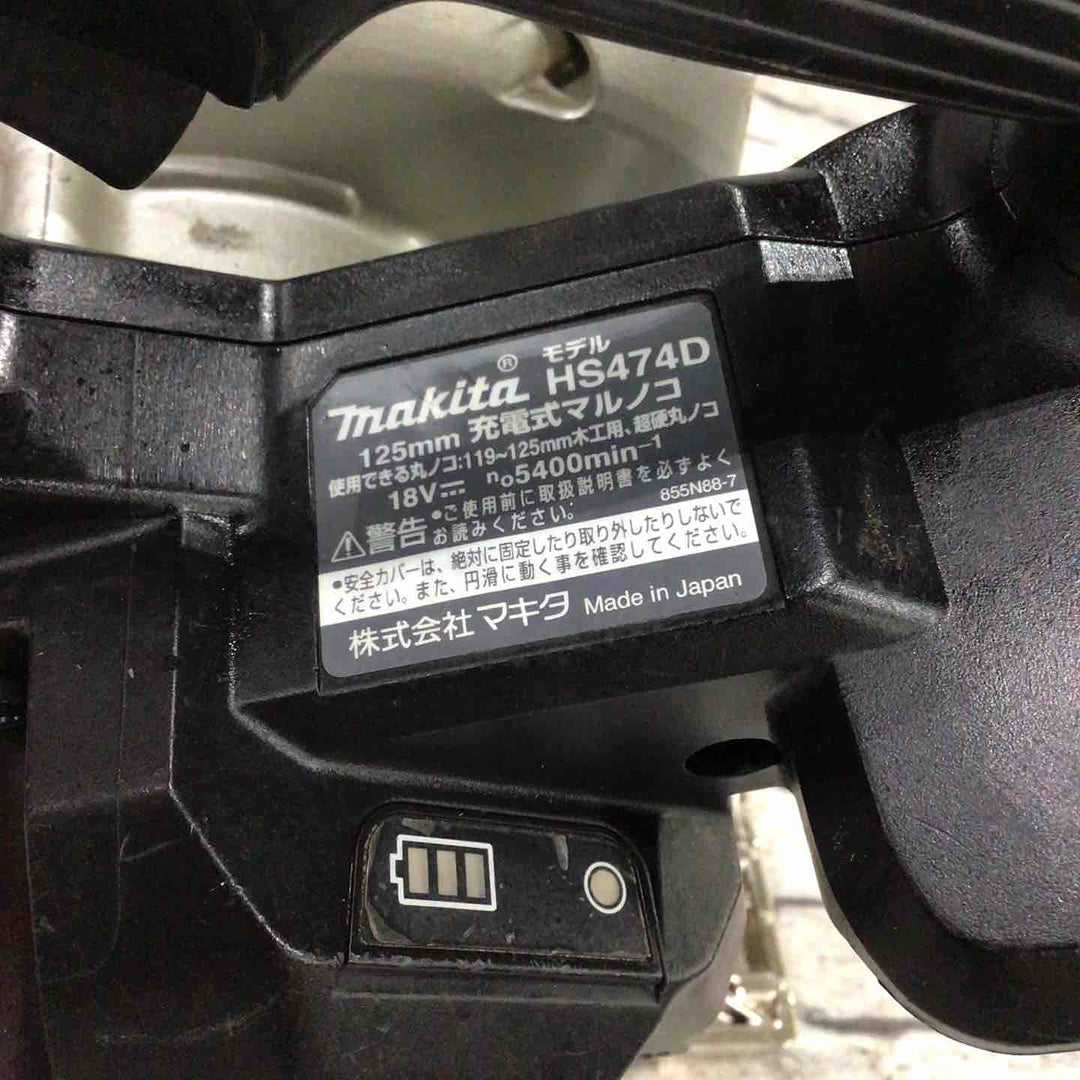 makita® モデル HS474D
125mm 充電式マルノコ
使用できる丸ノコ:119~125mm木工用、超硬丸ノコ
18V⎓ n₀5400min⁻¹
⚠警告 •ご使用前に取扱説明書を必ずよく
お読みください。 855N88-7
•安全カバーは、絶対に固定したり取り外したりしないで
ください。また、円滑に動く事を確認してください。
株式会社マキタ Made in Japan